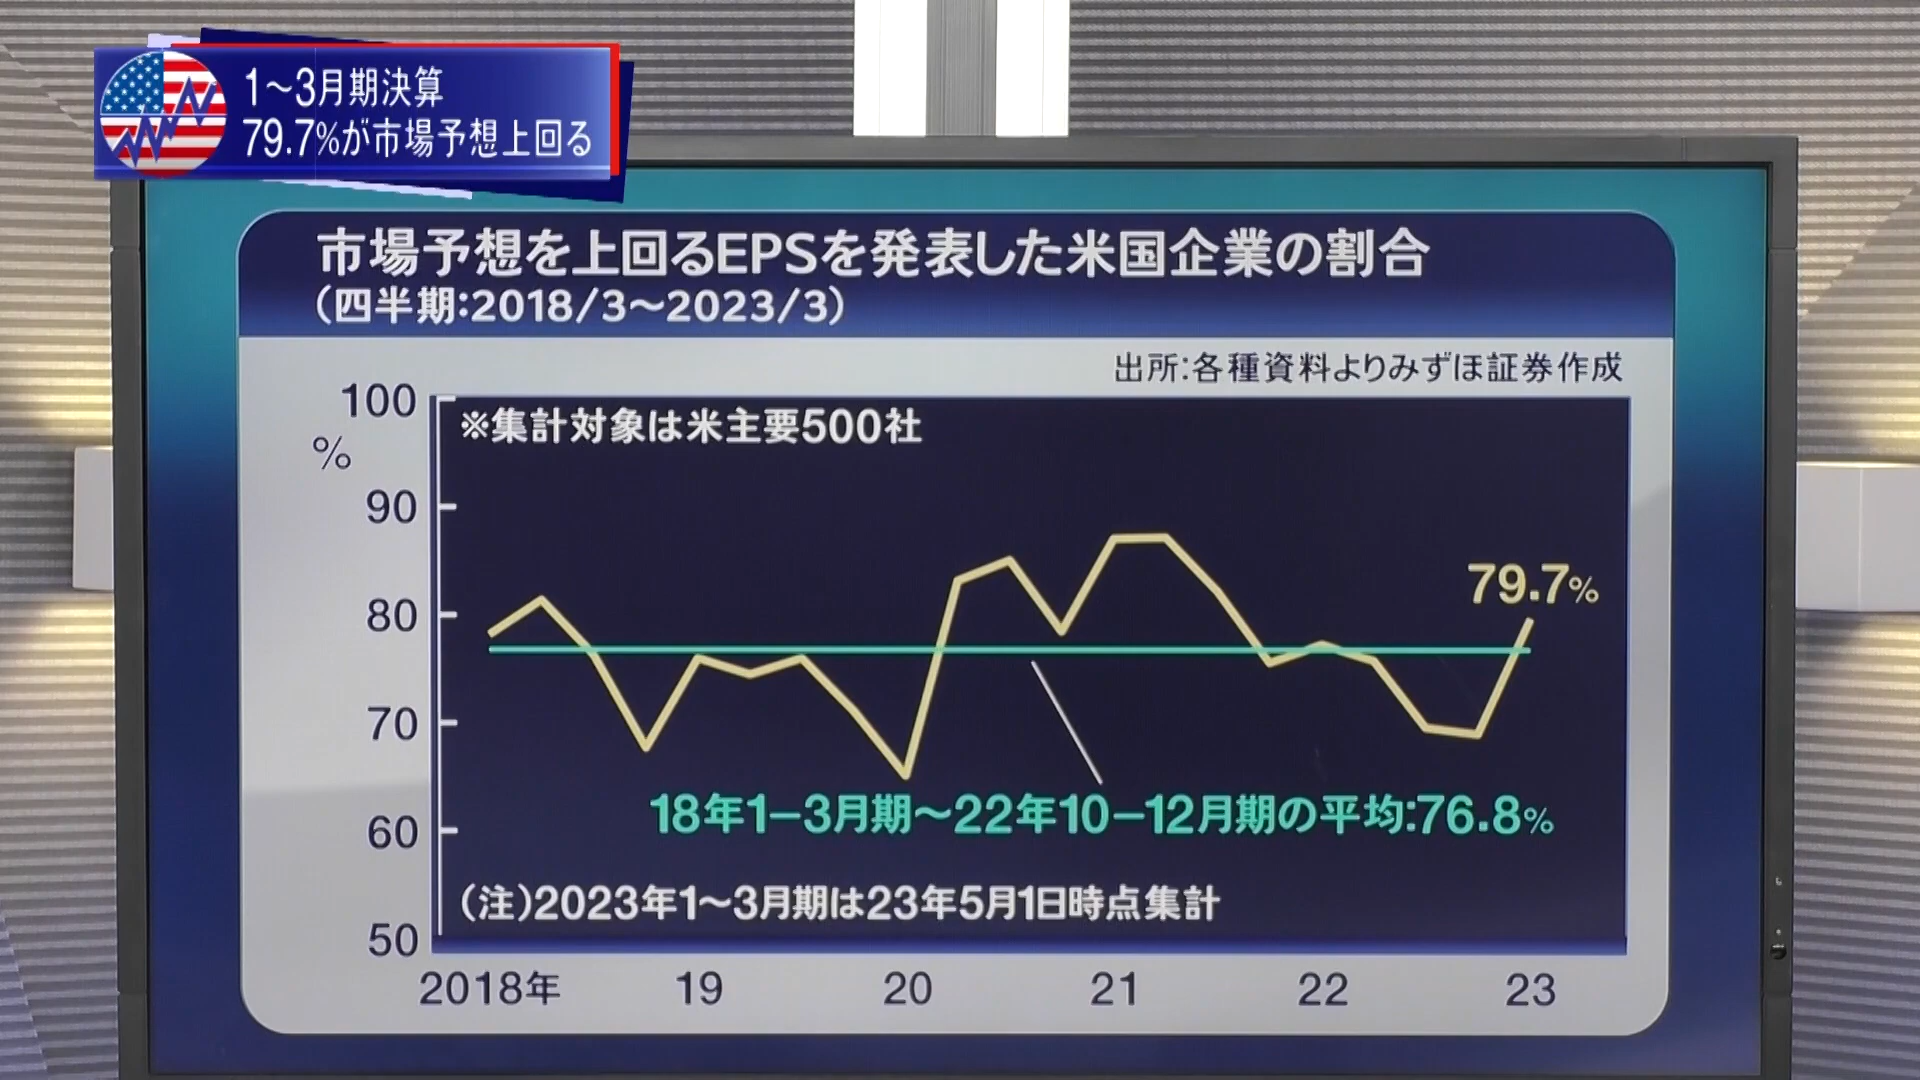 1～3月期決算
79.7%が市場予想上回る
市場予想を上回るEPSを発表した米国企業の割合
（四半期：2018/3～2023/3）
出所：各種資料よりみずほ証券作成
100
%
※集計対象は米主要500社
90
80
70
60
50
79.7%
18年1－3月期～22年10－12月期の平均：76.8%
（注）2023年1～3月期は23年5月1日時点集計
2018年 19 20 21 22 23